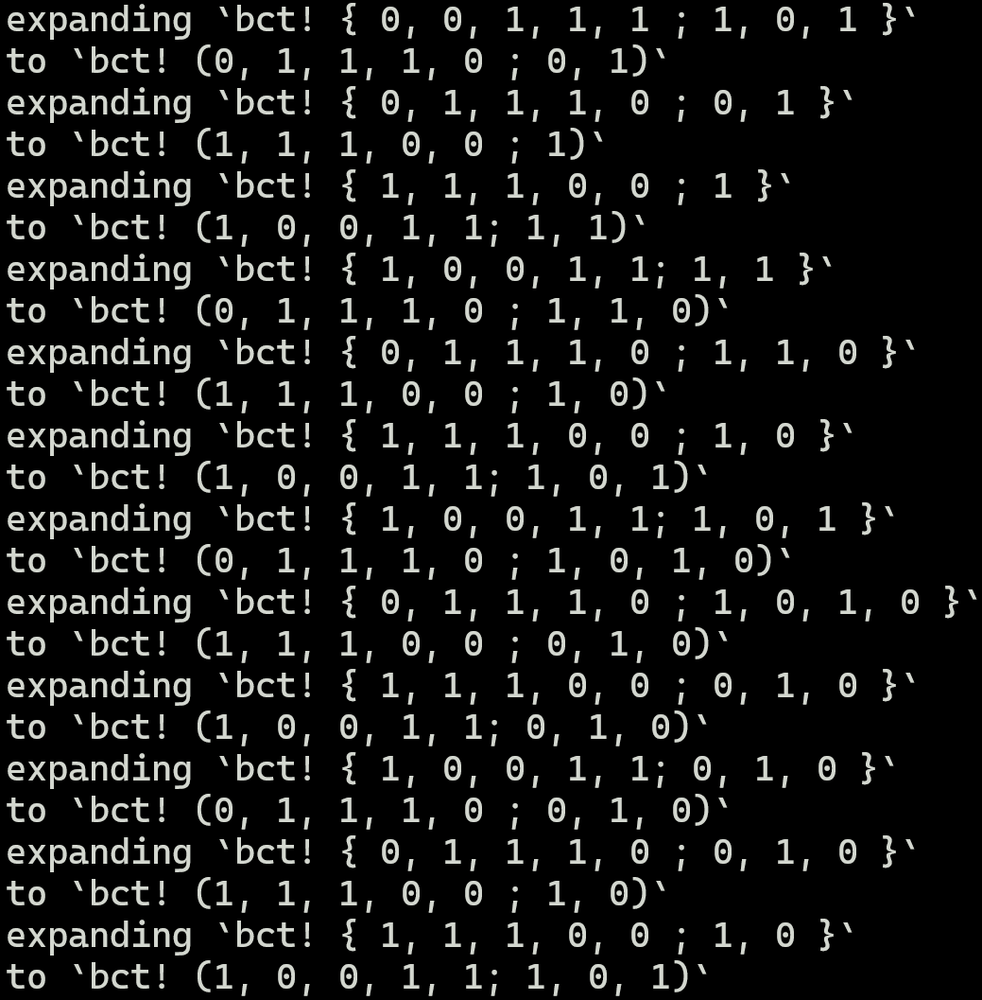 expanding `bct! { 0, 0, 1, 1, 1 ; 1, 0, 1 }`
to `bct! (0, 1, 1, 1, 0 ; 0, 1)`
expanding `bct! { 0, 1, 1, 1, 0 ; 0, 1 }`
to `bct! (1, 1, 1, 0, 0 ; 1)`
expanding `bct! { 1, 1, 1, 0, 0 ; 1 }`
to `bct! (1, 0, 0, 1, 1; 1, 1)`
expanding `bct! { 1, 0, 0, 1, 1; 1, 1 }`
to `bct! (0, 1, 1, 1, 0 ; 1, 1, 0)`
expanding `bct! { 0, 1, 1, 1, 0 ; 1, 1, 0 }`
to `bct! (1, 1, 1, 0, 0 ; 1, 0)`
expanding `bct! { 1, 1, 1, 0, 0 ; 1, 0 }`
to `bct! (1, 0, 0, 1, 1; 1, 0, 1)`
expanding `bct! { 1, 0, 0, 1, 1; 1, 0, 1 }`
to `bct! (0, 1, 1, 1, 0 ; 1, 0, 1, 0)`
expanding `bct! { 0, 1, 1, 1, 0 ; 1, 0, 1, 0 }`
to `bct! (1, 1, 1, 0, 0 ; 0, 1, 0)`
expanding `bct! { 1, 1, 1, 0, 0 ; 0, 1, 0 }`
to `bct! (1, 0, 0, 1, 1; 0, 1, 0)`
expanding `bct! { 1, 0, 0, 1, 1; 0, 1, 0 }`
to `bct! (0, 1, 1, 1, 0 ; 0, 1, 0)`
expanding `bct! { 0, 1, 1, 1, 0 ; 0, 1, 0 }`
to `bct! (1, 1, 1, 0, 0 ; 1, 0)`
expanding `bct! { 1, 1, 1, 0, 0 ; 1, 0 }`
to `bct! (1, 0, 0, 1, 1; 1, 0, 1)`